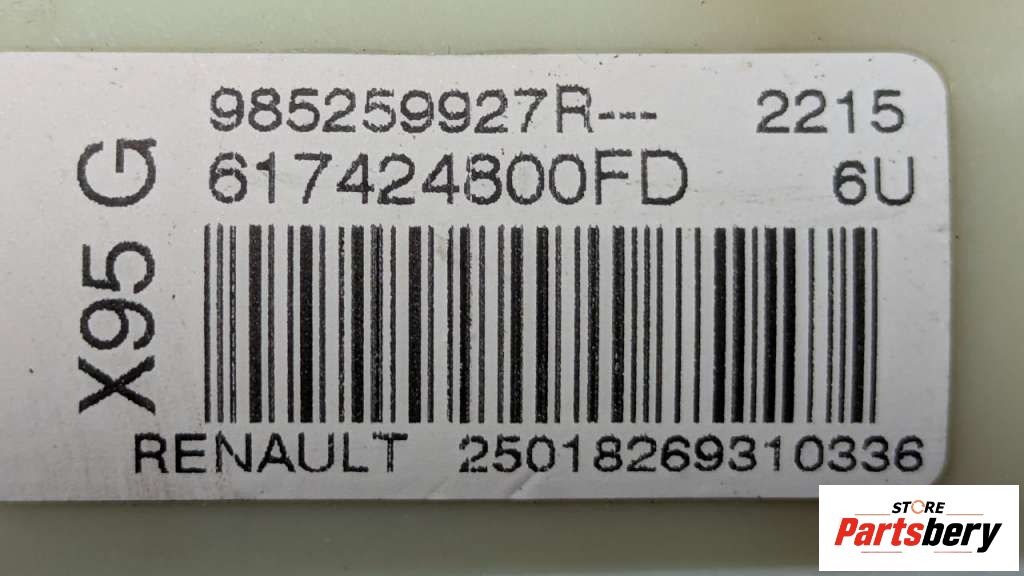 985259927R--- 2215
617424800FD 6U
X95 G
RENAULT 25018269310336
STORE
Partsbery